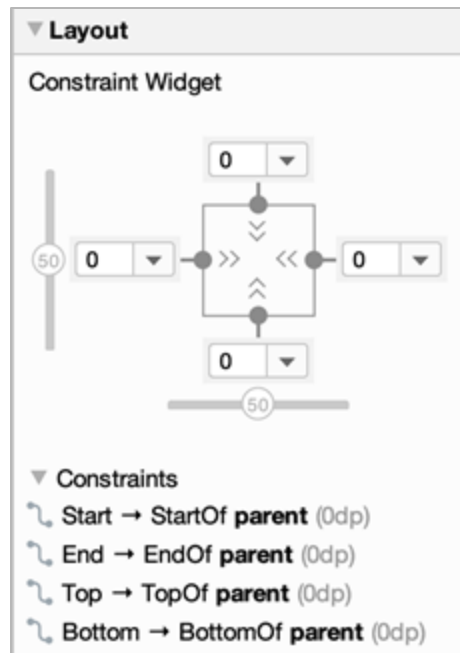 Layout
Constraint Widget
0
50
0
0
0
50
Constraints
Start → StartOf parent (0dp)
End → EndOf parent (0dp)
Top → TopOf parent (0dp)
Bottom → BottomOf parent (0dp)